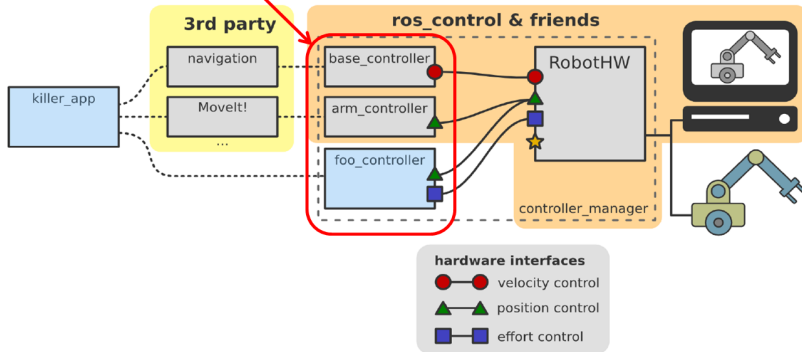 3rd party
ros_control & friends
killer_app
navigation
MoveIt!
...
base_controller
arm_controller
foo_controller
RobotHW
controller_manager
hardware interfaces
velocity control
position control
effort control